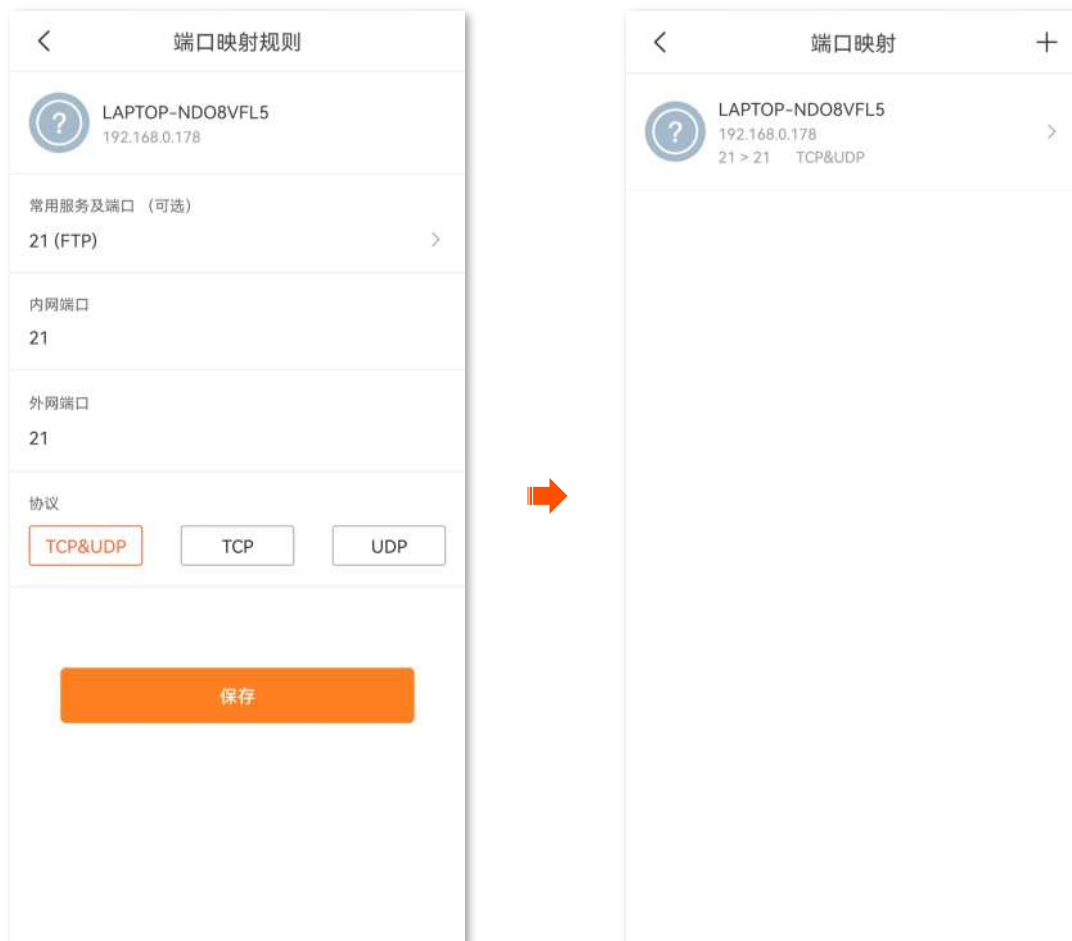 端口映射规则
LAPTOP-NDO8VFL5
192.168.0.178
常用服务及端口 (可选)
21 (FTP)
内网端口
21
外网端口
21
协议
TCP&UDP TCP UDP
保存
端口映射
LAPTOP-NDO8VFL5
192.168.0.178
21 > 21 TCP&UDP